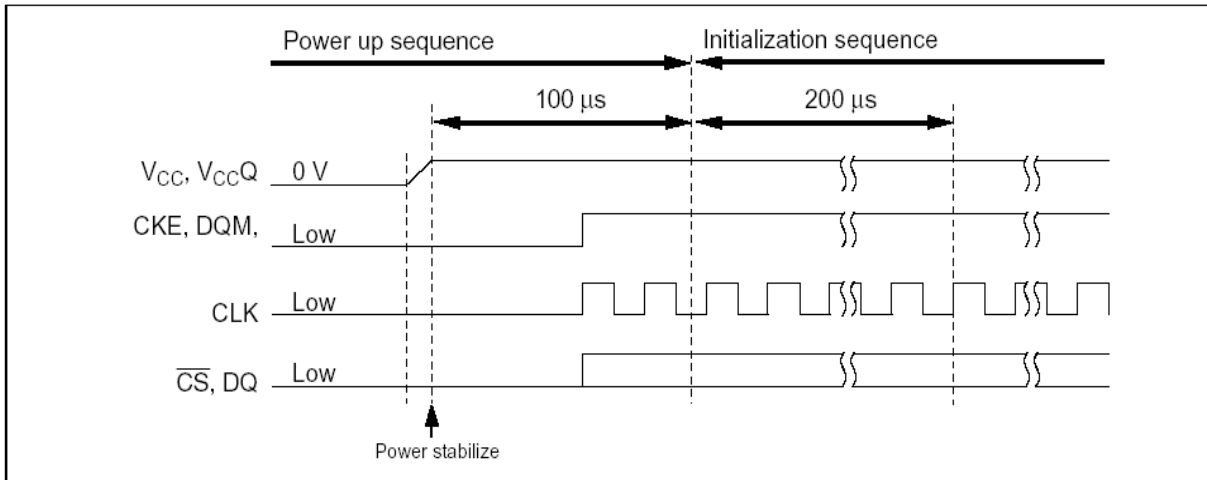 Power up sequence
Initialization sequence
100 μs
200 μs
VCC, VCCQ
0 V
CKE, DQM,
Low
CLK
Low
CS, DQ
Low
Power stabilize